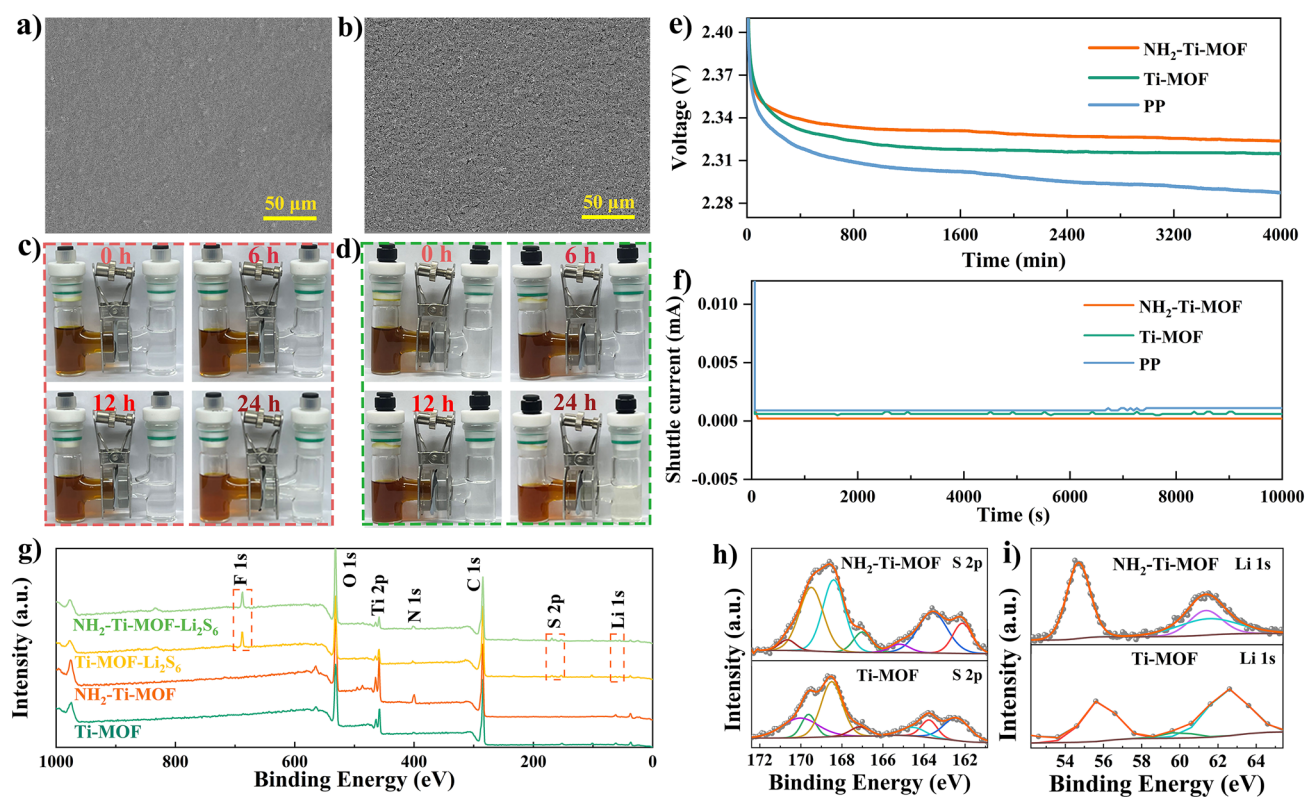 a)
50 μm
b)
50 μm
c)
0 h
6 h
12 h
24 h
d)
0 h
6 h
12 h
24 h
e)
Voltage (V)
2.40
2.37
2.34
2.31
2.28
NH₂-Ti-MOF
Ti-MOF
PP
0 800 1600 2400 3200 4000
Time (min)
f)
Shuttle current (mA)
0.010
0.005
0.000
-0.005
NH₂-Ti-MOF
Ti-MOF
PP
0 2000 4000 6000 8000 10000
Time (s)
g)
Intensity (a.u.)
F 1s
O 1s
Ti 2p
N 1s
C 1s
S 2p
Li 1s
NH₂-Ti-MOF-Li₂S₆
Ti-MOF-Li₂S₆
NH₂-Ti-MOF
Ti-MOF
1000 800 600 400 200 0
Binding Energy (eV)
h)
Intensity (a.u.)
NH₂-Ti-MOF S 2p
Ti-MOF S 2p
172 170 168 166 164 162
Binding Energy (eV)
i)
Intensity (a.u.)
NH₂-Ti-MOF Li 1s
Ti-MOF Li 1s
54 56 58 60 62 64
Binding Energy (eV)